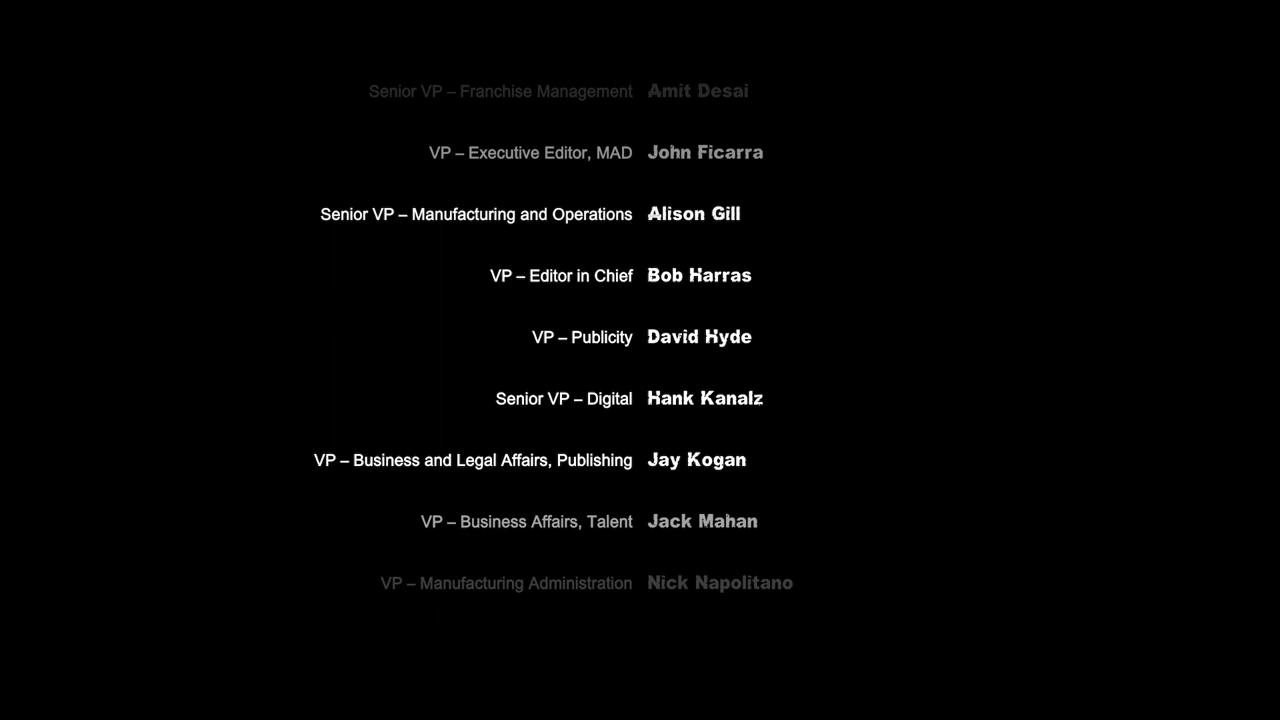 Senior VP – Franchise Management Amit Desai
VP – Executive Editor, MAD John Ficarra
Senior VP – Manufacturing and Operations Alison Gill
VP – Editor in Chief Bob Harras
VP – Publicity David Hyde
Senior VP – Digital Hank Kanalz
VP – Business and Legal Affairs, Publishing Jay Kogan
VP – Business Affairs, Talent Jack Mahan
VP – Manufacturing Administration Nick Napolitano